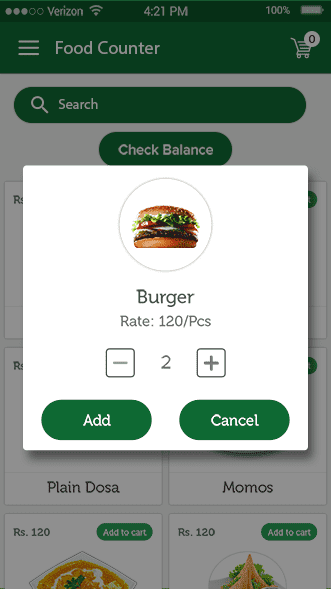 Verizon 4:21 PM 100%
Food Counter 0
Search
Check Balance
Rs
Burger
Rate: 120/Pcs
2
Add Cancel
Plain Dosa Momos
Rs. 120 Add to cart Rs. 120 Add to cart